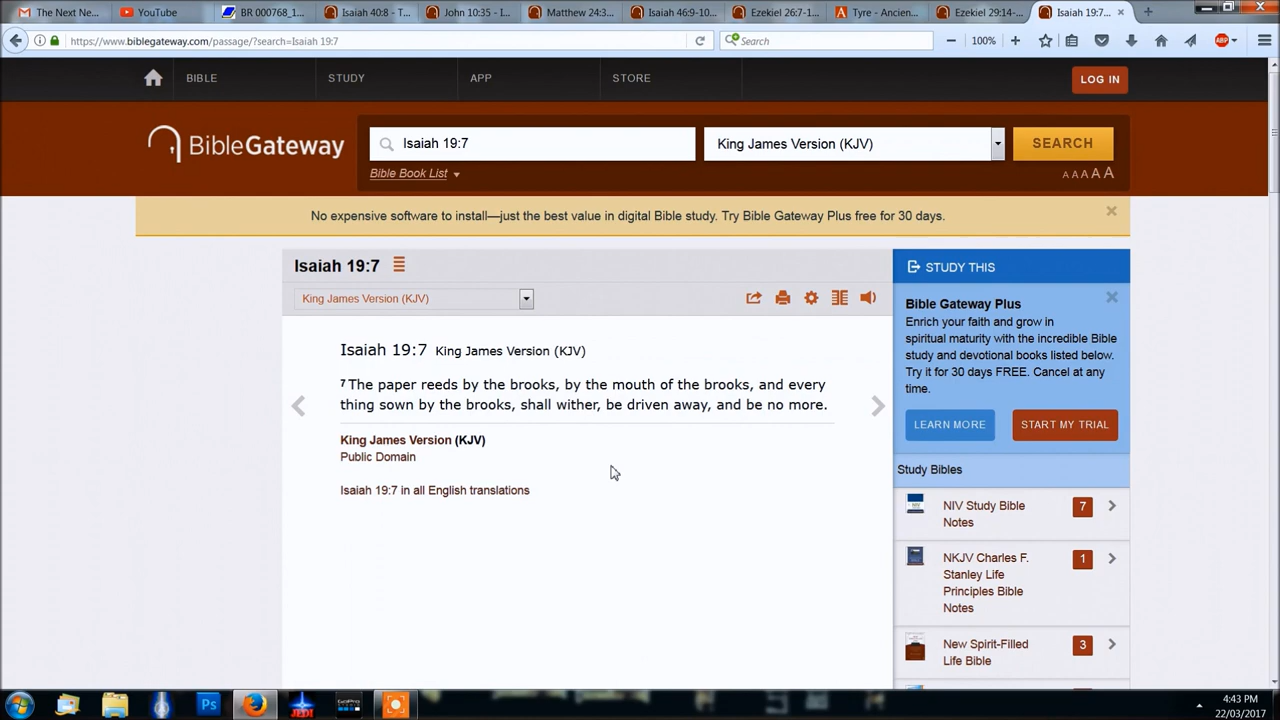 The Next Ne...
YouTube
BR 000768_1...
Isaiah 40:8 - T...
John 10:35 - I...
Matthew 24:3...
Isaiah 46:9-10...
Ezekiel 26:7-1...
Tyre - Ancien...
Ezekiel 29:14-...
Isaiah 19:7...
https://www.biblegateway.com/passage/?search=Isaiah 19:7
Search
100%
ABP
BIBLE
STUDY
APP
STORE
LOG IN
BibleGateway
Isaiah 19:7
King James Version (KJV)
SEARCH
Bible Book List
A A A A A
No expensive software to install—just the best value in digital Bible study. Try Bible Gateway Plus free for 30 days.
Isaiah 19:7
King James Version (KJV)
Isaiah 19:7 King James Version (KJV)
7 The paper reeds by the brooks, by the mouth of the brooks, and every
thing sown by the brooks, shall wither, be driven away, and be no more.
King James Version (KJV)
Public Domain
Isaiah 19:7 in all English translations
STUDY THIS
Bible Gateway Plus
Enrich your faith and grow in
spiritual maturity with the incredible Bible
study and devotional books listed below.
Try it for 30 days FREE. Cancel at any
time.
LEARN MORE
START MY TRIAL
Study Bibles
NIV Study Bible
Notes
7
NKJV Charles F.
Stanley Life
Principles Bible
Notes
1
New Spirit-Filled
Life Bible
3
Ps
JEDI
GoPro
4:43 PM
22/03/2017